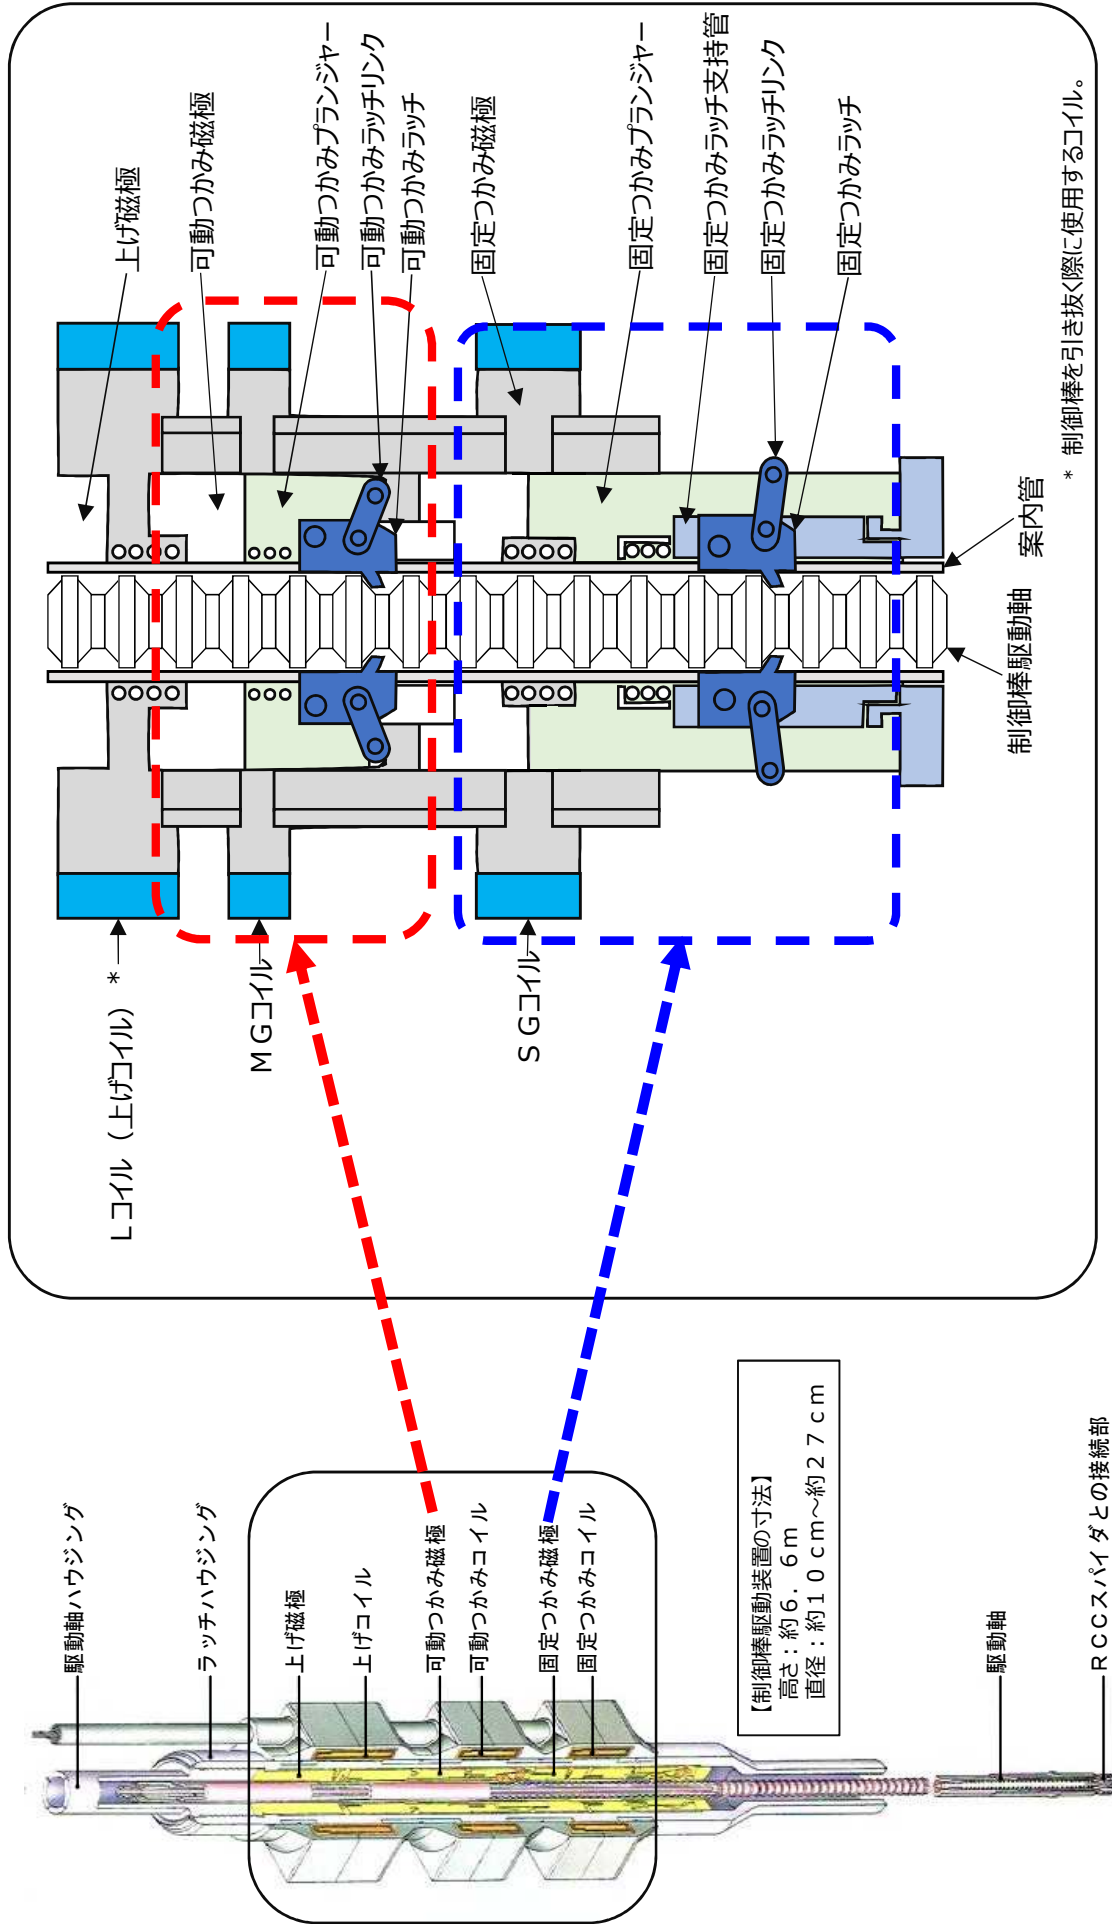 駆動軸ハウジング
ラッチハウジング
上げ磁極
上げコイル
可動つかみ磁極
可動つかみコイル
固定つかみ磁極
固定つかみコイル
【制御棒駆動装置の寸法】
高さ：約６．６ｍ
直径：約１０ｃｍ～約２７ｃｍ
駆動軸
ＲＣＣスパイダとの接続部
Ｌコイル（上げコイル）＊
ＭＧコイル
ＳＧコイル
上げ磁極
可動つかみ磁極
可動つかみプランジャー
可動つかみラッチリンク
可動つかみラッチ
固定つかみ磁極
固定つかみプランジャー
固定つかみラッチ支持管
固定つかみラッチリンク
固定つかみラッチ
制御棒駆動軸
案内管
＊ 制御棒を引き抜く際に使用するコイル。